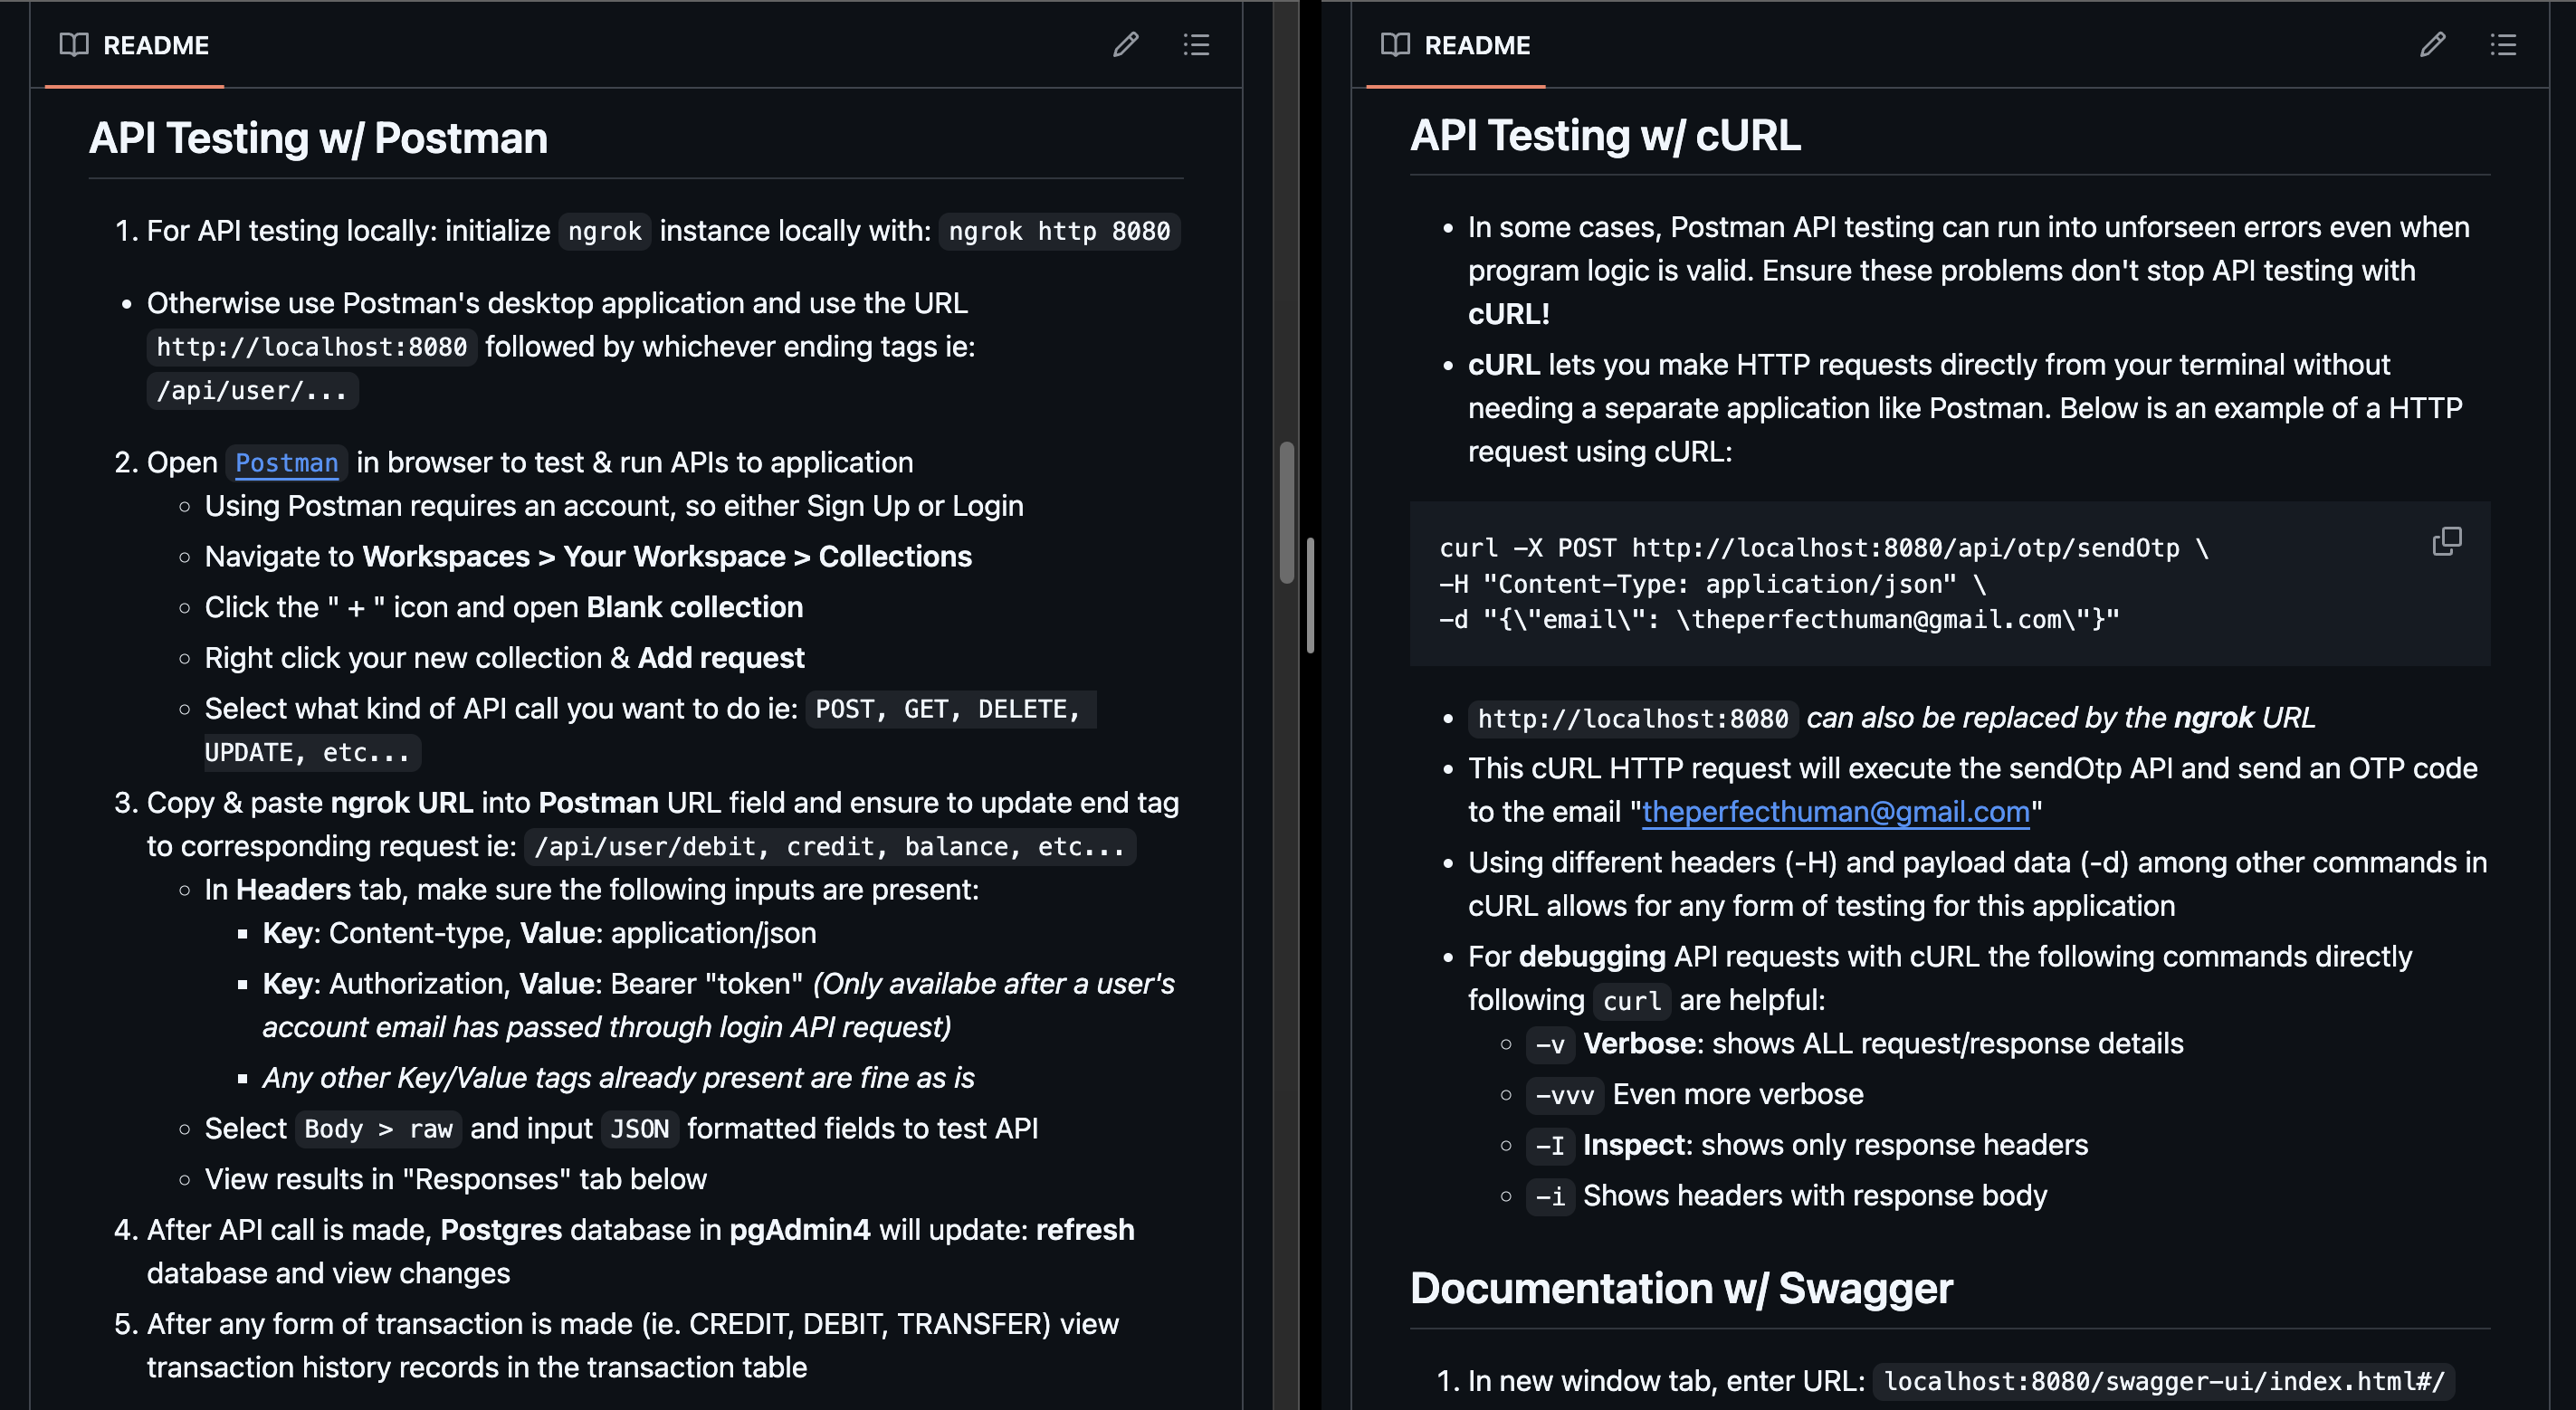 README
API Testing w/ Postman
1. For API testing locally: initialize ngrok instance locally with: ngrok http 8080
• Otherwise use Postman's desktop application and use the URL
http://localhost:8080 followed by whichever ending tags ie:
/api/user/...
2. Open Postman in browser to test & run APIs to application
◦ Using Postman requires an account, so either Sign Up or Login
◦ Navigate to Workspaces > Your Workspace > Collections
◦ Click the " + " icon and open Blank collection
◦ Right click your new collection & Add request
◦ Select what kind of API call you want to do ie: POST, GET, DELETE,
UPDATE, etc...
3. Copy & paste ngrok URL into Postman URL field and ensure to update end tag
to corresponding request ie: /api/user/debit, credit, balance, etc...
◦ In Headers tab, make sure the following inputs are present:
▪ Key: Content-type, Value: application/json
▪ Key: Authorization, Value: Bearer "token" (Only availabe after a user's
account email has passed through login API request)
▪ Any other Key/Value tags already present are fine as is
◦ Select Body > raw and input JSON formatted fields to test API
◦ View results in "Responses" tab below
4. After API call is made, Postgres database in pgAdmin4 will update: refresh
database and view changes
5. After any form of transaction is made (ie. CREDIT, DEBIT, TRANSFER) view
transaction history records in the transaction table
README
API Testing w/ cURL
• In some cases, Postman API testing can run into unforseen errors even when
program logic is valid. Ensure these problems don't stop API testing with
cURL!
• cURL lets you make HTTP requests directly from your terminal without
needing a separate application like Postman. Below is an example of a HTTP
request using cURL:
curl -X POST http://localhost:8080/api/otp/sendOtp \
-H "Content-Type: application/json" \
-d "{\"email\": \theperfecthuman@gmail.com\"}"
• http://localhost:8080 can also be replaced by the ngrok URL
• This cURL HTTP request will execute the sendOtp API and send an OTP code
to the email "theperfecthuman@gmail.com"
• Using different headers (-H) and payload data (-d) among other commands in
cURL allows for any form of testing for this application
• For debugging API requests with cURL the following commands directly
following curl are helpful:
◦ -v Verbose: shows ALL request/response details
◦ -vvv Even more verbose
◦ -I Inspect: shows only response headers
◦ -i Shows headers with response body
Documentation w/ Swagger
1. In new window tab, enter URL: localhost:8080/swagger-ui/index.html#/